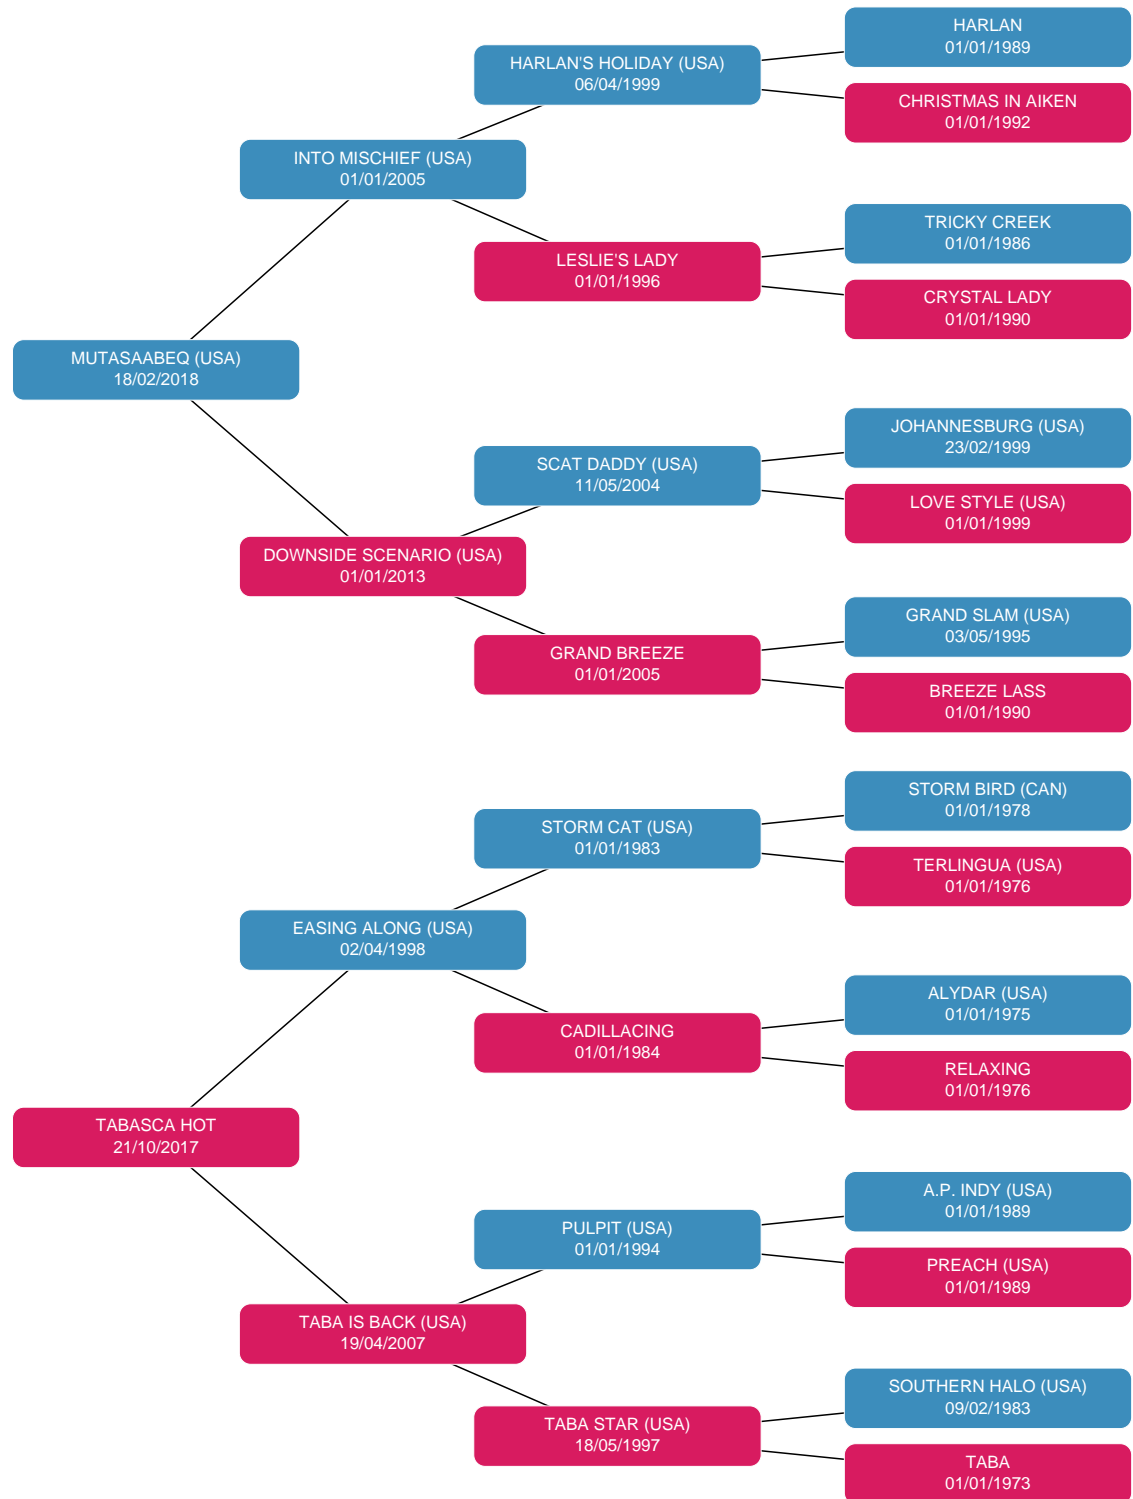 HARLAN
01/01/1989
HARLAN'S HOLIDAY (USA)
06/04/1999
CHRISTMAS IN AIKEN
01/01/1992
INTO MISCHIEF (USA)
01/01/2005
TRICKY CREEK
01/01/1986
LESLIE'S LADY
01/01/1996
CRYSTAL LADY
01/01/1990
MUTASAABEQ (USA)
18/02/2018
JOHANNESBURG (USA)
23/02/1999
SCAT DADDY (USA)
11/05/2004
LOVE STYLE (USA)
01/01/1999
DOWNSIDE SCENARIO (USA)
01/01/2013
GRAND SLAM (USA)
03/05/1995
GRAND BREEZE
01/01/2005
BREEZE LASS
01/01/1990
STORM BIRD (CAN)
01/01/1978
STORM CAT (USA)
01/01/1983
TERLINGUA (USA)
01/01/1976
EASING ALONG (USA)
02/04/1998
ALYDAR (USA)
01/01/1975
CADILLACING
01/01/1984
RELAXING
01/01/1976
TABASCA HOT
21/10/2017
A.P. INDY (USA)
01/01/1989
PULPIT (USA)
01/01/1994
PREACH (USA)
01/01/1989
TABA IS BACK (USA)
19/04/2007
SOUTHERN HALO (USA)
09/02/1983
TABA STAR (USA)
18/05/1997
TABA
01/01/1973